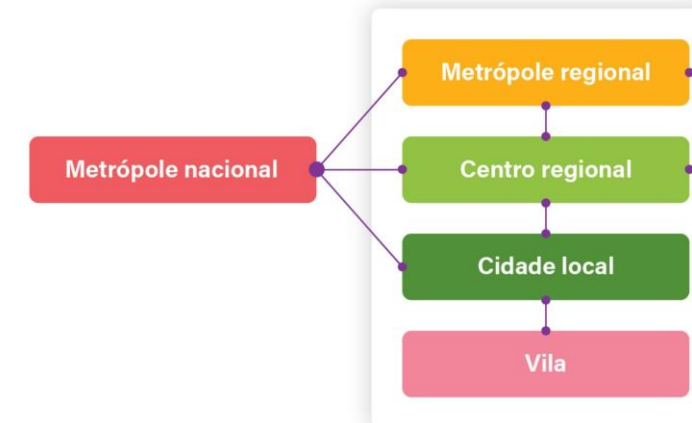 Metrópole regional
Metrópole nacional
Centro regional
Cidade local
Vila